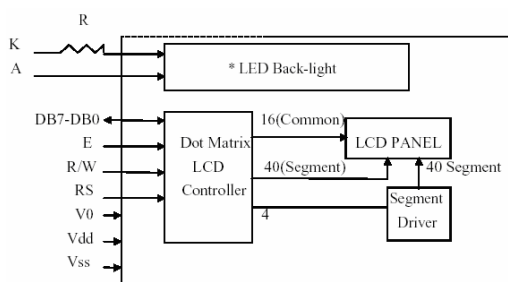 R
K
A
* LED Back-light
DB7-DB0
E
R/W
RS
V0
Vdd
Vss
Dot Matrix
LCD
Controller
16(Common)
40(Segment)
4
LCD PANEL
40 Segment
Segment
Driver